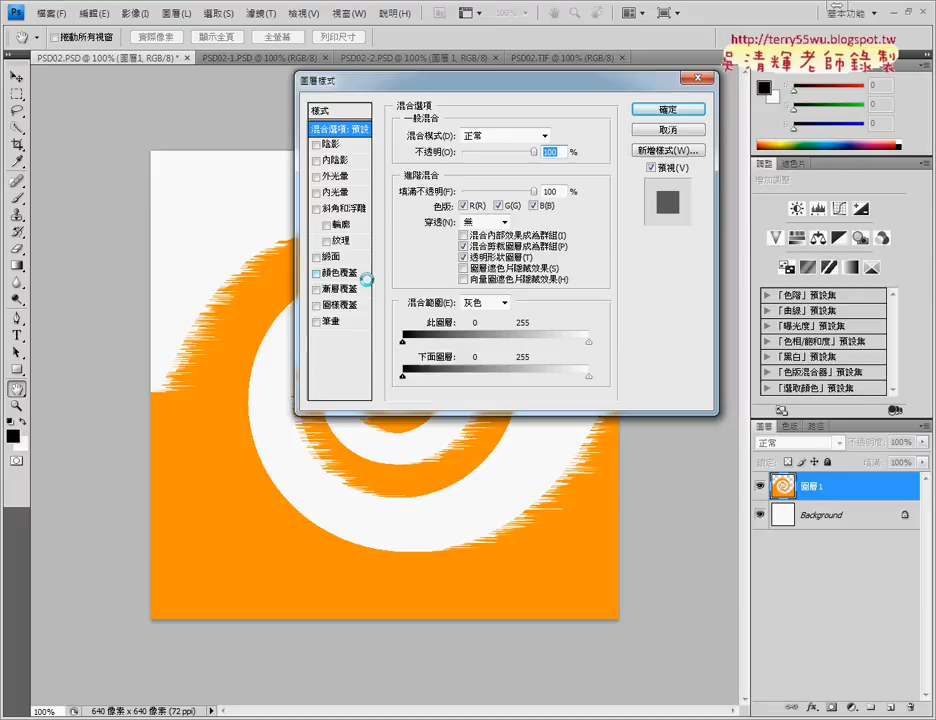 Ps 檔案(F) 編輯(E) 影像(I) 圖層(L) 選取(S) 濾鏡(T) 檢視(V) 視窗(W) 說明(H) 100% 基本功能
捲動所有視窗 實際像素 顯示全頁 全螢幕 列印尺寸
http://terry55wu.blogspot.tw
吳清輝老師錄製
PSD02.PSD @ 100% (圖層1, RGB/8) * × PSD02-1.PSD @ 100% (RGB/8) × PSD02-2.PSD @ 100% (圖層 1, RGB/8) × PSD02.TIF @ 100% (RGB/8) ×
圖層樣式
樣式
混合選項: 預設
陰影
內陰影
外光暈
內光暈
斜角和浮雕
輪廓
紋理
緞面
顏色覆蓋
漸層覆蓋
圖樣覆蓋
筆畫
混合選項
一般混合
混合模式(D): 正常
不透明(O): 100 %
進階混合
填滿不透明(F): 100 %
色版: R(R) G(G) B(B)
穿透(N): 無
混合內部效果成為群組(I)
混合剪裁圖層成為群組(P)
透明形狀圖層(T)
圖層遮色片隱藏效果(S)
向量圖遮色片隱藏效果(H)
混合範圍(E): 灰色
此圖層: 0 255
下面圖層: 0 255
確定
取消
新增樣式(W)...
預視(V)
0
0
0
調整 遮色片
增加調整
「色階」預設集
「曲線」預設集
「曝光度」預設集
「色相/飽和度」預設集
「黑白」預設集
「色版混合器」預設集
「選取顏色」預設集
圖層 色版 路徑
正常 不透明度: 100%
鎖定: 填滿: 100%
圖層1
Background
100% 640 像素 x 640 像素 (72 ppi)